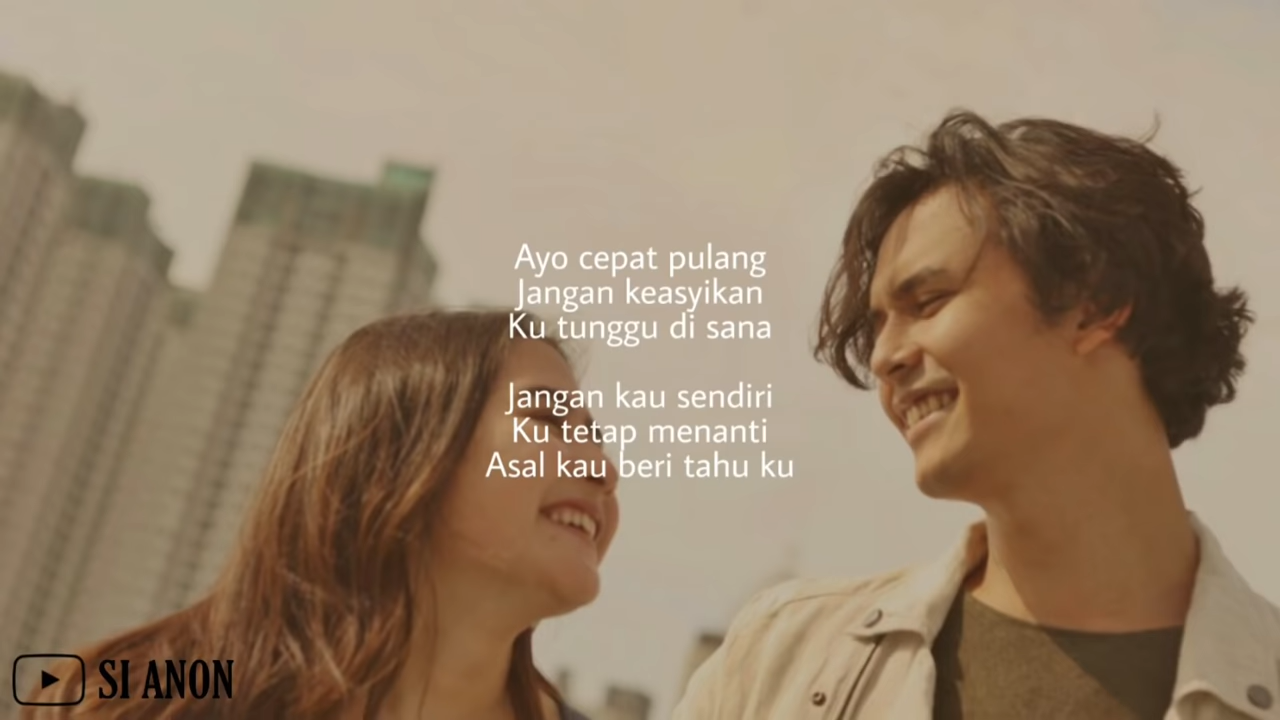 Ayo cepat pulang
Jangan keasyikan
Ku tunggu di sana
Jangan kau sendiri
Ku tetap menanti
Asal kau beri tahu ku
SI ANON